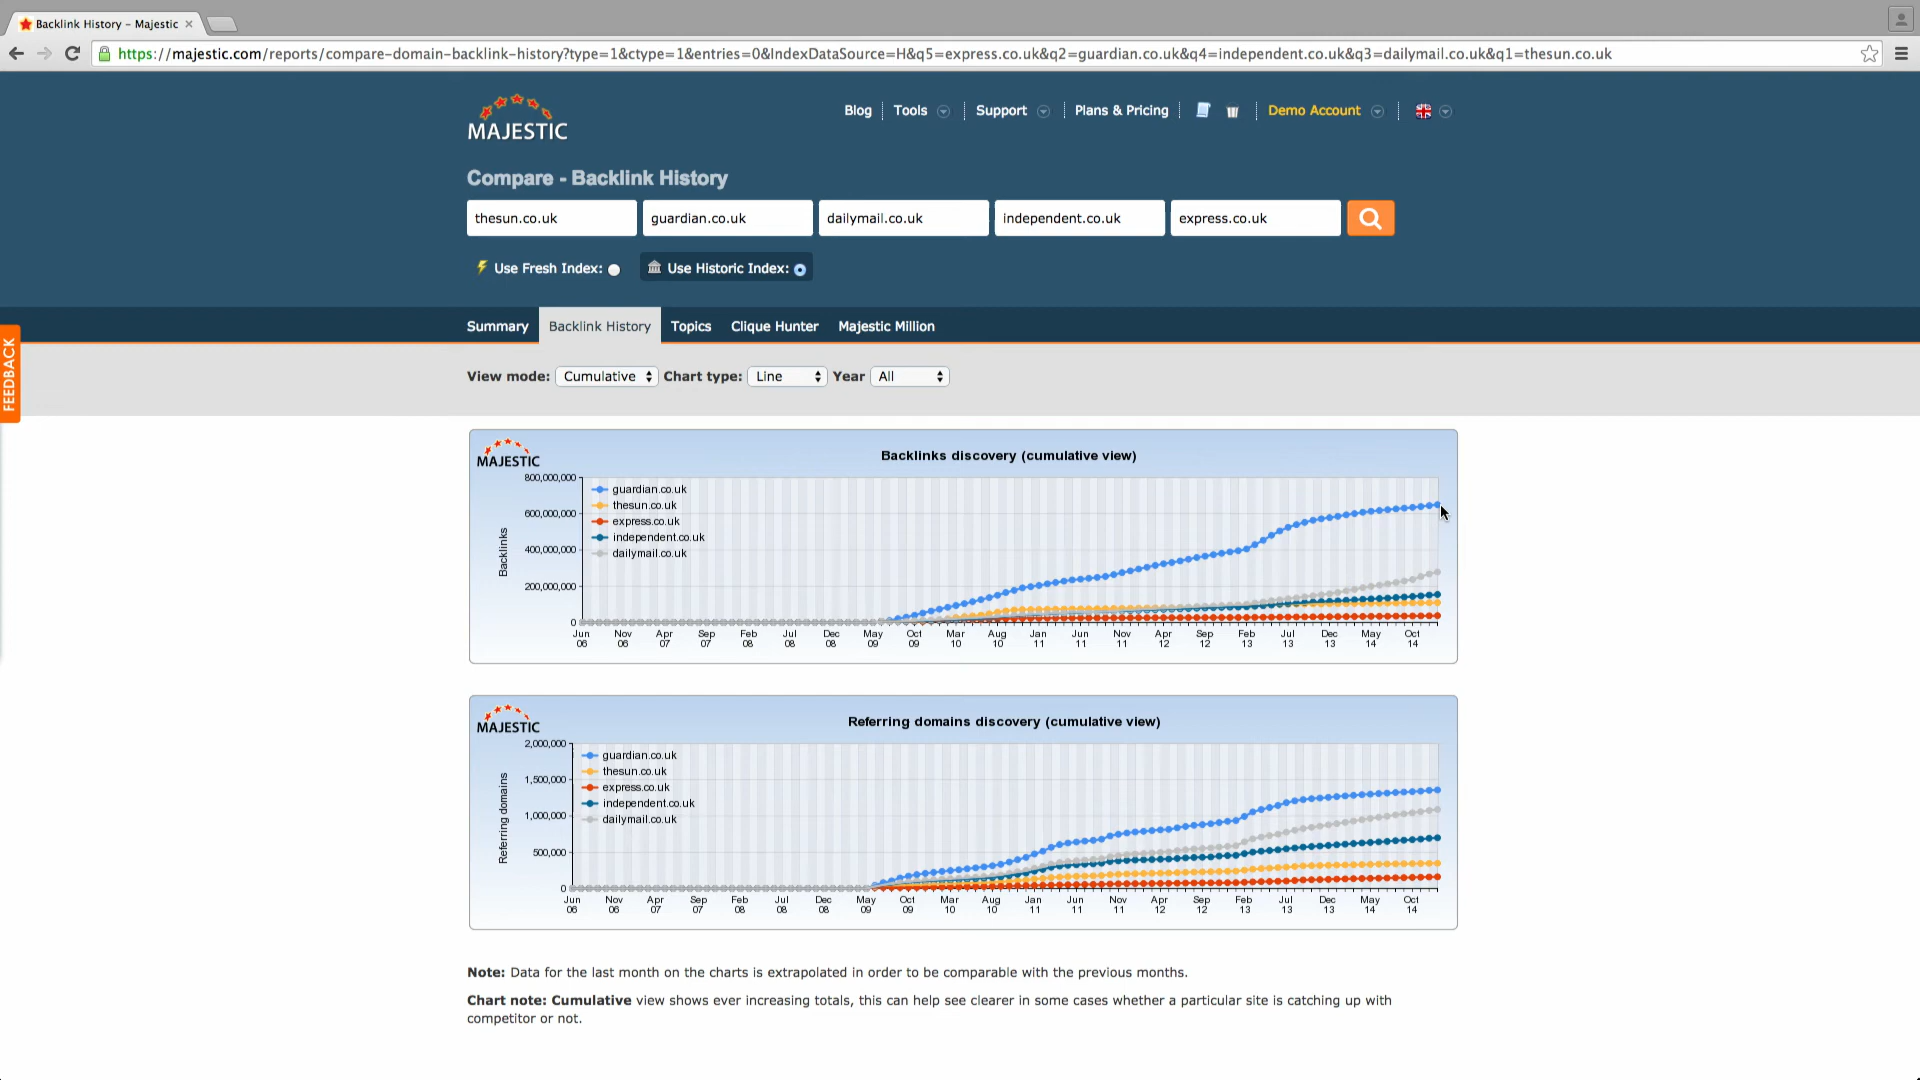 Backlink History – Majestic
https://majestic.com/reports/compare-domain-backlink-history?type=1&ctype=1&entries=0&IndexDataSource=H&q5=express.co.uk&q2=guardian.co.uk&q4=independent.co.uk&q3=dailymail.co.uk&q1=thesun.co.uk
MAJESTIC
Blog Tools Support Plans & Pricing Demo Account
Compare - Backlink History
thesun.co.uk guardian.co.uk dailymail.co.uk independent.co.uk express.co.uk
Use Fresh Index: Use Historic Index:
Summary Backlink History Topics Clique Hunter Majestic Million
FEEDBACK
View mode: Cumulative Chart type: Line Year All
MAJESTIC
Backlinks discovery (cumulative view)
Backlinks
800,000,000
600,000,000
400,000,000
200,000,000
0
guardian.co.uk
thesun.co.uk
express.co.uk
independent.co.uk
dailymail.co.uk
Jun Nov Apr Sep Feb Jul Dec May Oct Mar Aug Jan Jun Nov Apr Sep Feb Jul Dec May Oct
06 06 07 07 08 08 08 09 09 10 10 11 11 11 12 12 13 13 13 14 14
MAJESTIC
Referring domains discovery (cumulative view)
Referring domains
2,000,000
1,500,000
1,000,000
500,000
0
guardian.co.uk
thesun.co.uk
express.co.uk
independent.co.uk
dailymail.co.uk
Jun Nov Apr Sep Feb Jul Dec May Oct Mar Aug Jan Jun Nov Apr Sep Feb Jul Dec May Oct
06 06 07 07 08 08 08 09 09 10 10 11 11 11 12 12 13 13 13 14 14
Note: Data for the last month on the charts is extrapolated in order to be comparable with the previous months.
Chart note: Cumulative view shows ever increasing totals, this can help see clearer in some cases whether a particular site is catching up with
competitor or not.